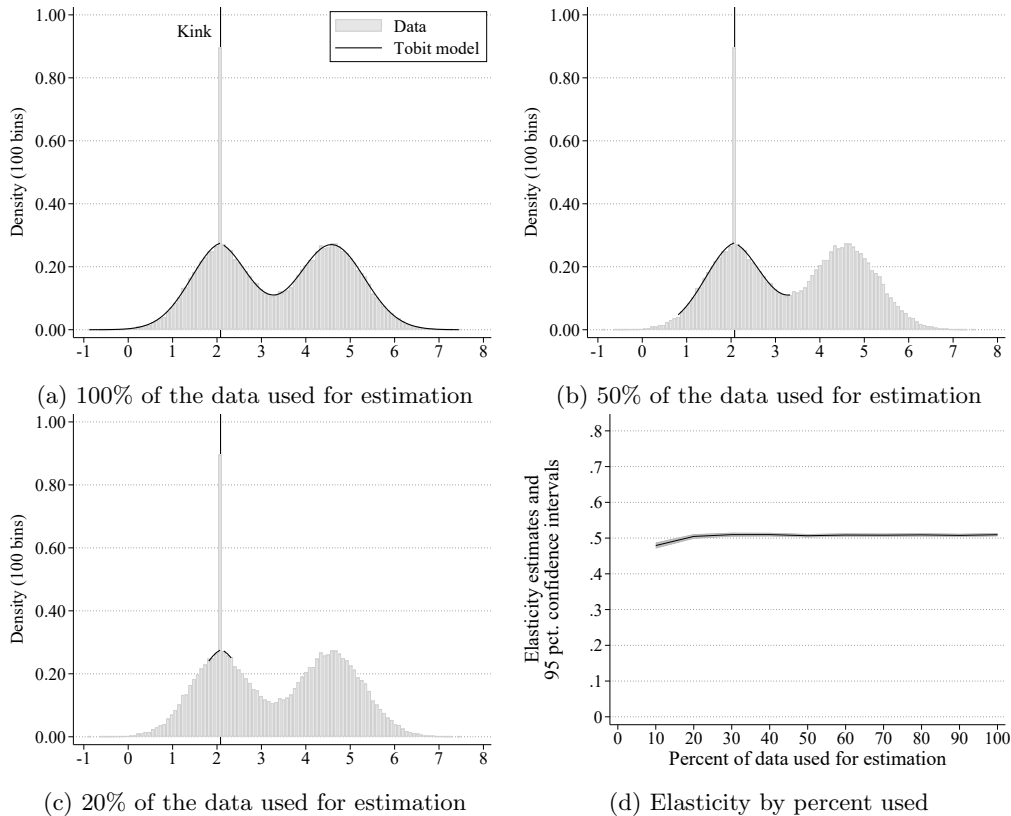 1.00
0.80
0.60
0.40
0.20
0.00
Density (100 bins)
Kink
Data
Tobit model
-1 0 1 2 3 4 5 6 7 8
(a) 100% of the data used for estimation
1.00
0.80
0.60
0.40
0.20
0.00
Density (100 bins)
-1 0 1 2 3 4 5 6 7 8
(b) 50% of the data used for estimation
1.00
0.80
0.60
0.40
0.20
0.00
Density (100 bins)
-1 0 1 2 3 4 5 6 7 8
(c) 20% of the data used for estimation
.8
.7
.6
.5
.4
.3
.2
.1
0
Elasticity estimates and
95 pct. confidence intervals
0 10 20 30 40 50 60 70 80 90 100
Percent of data used for estimation
(d) Elasticity by percent used